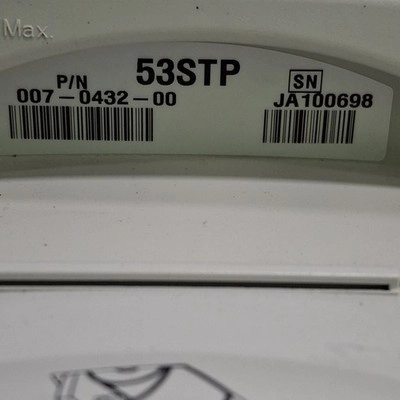 Max.
53STP
P/N
SN
007-0432-00
JA100698